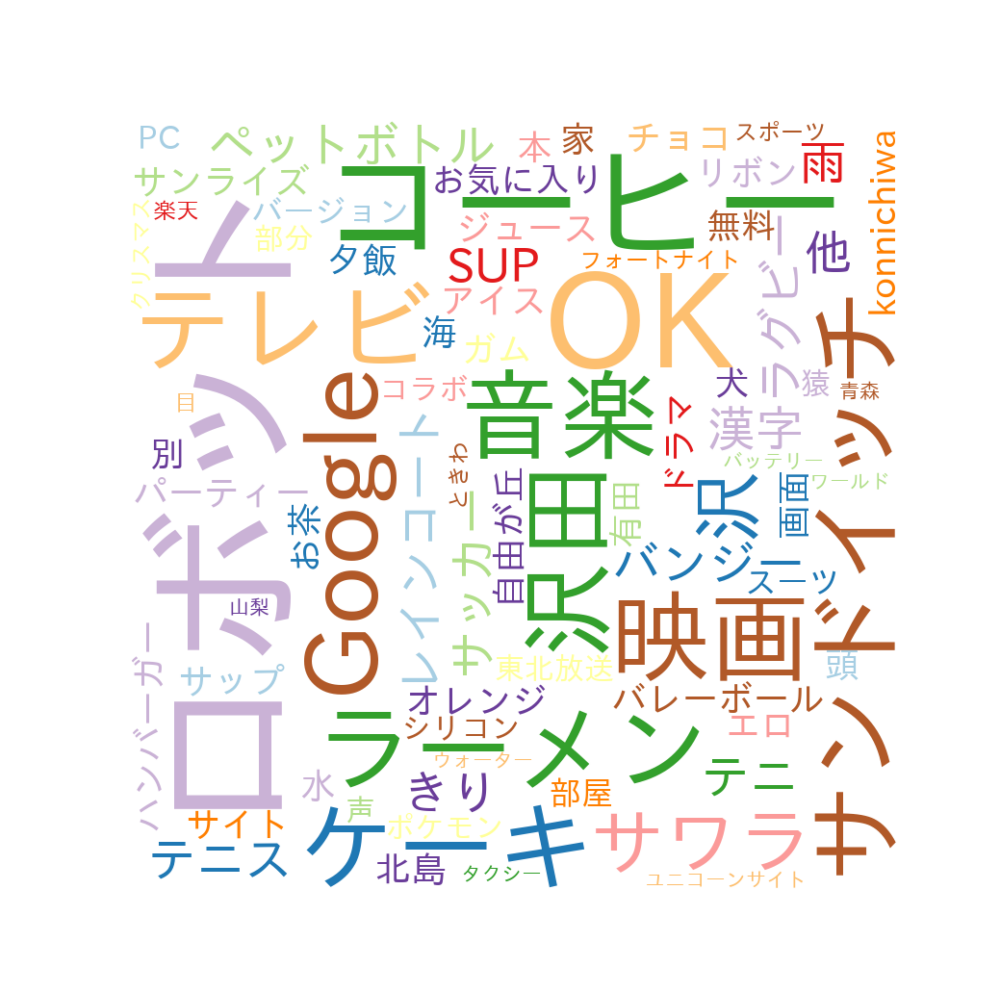 PC
ペットボトル
本
家
チョコ
スポーツ
サンライズ
コーヒー
お気に入り
リボン
雨
konnichiwa
クリスマス
楽天
バージョン
ジュース
無料
部分
夕飯
SUP
フォートナイト
他
ロボット
テレビ
アイス
OK
ラグビー
海
ガム
サンドイッチ
目
Google
コラボ
音楽
犬
猿
青森
別
レインコート
ときわ
ドラマ
漢字
バッテリー
パーティー
お茶
サッカー
自由が丘
沢田
有田
沢
画面
ワールド
山梨
バンジー
スーツ
映画
ハンバーガー
サップ
東北放送
頭
オレンジ
バレーボール
シリコン
エロ
ラーメン
ウォーター
テニ
水
きり
部屋
声
サイト
ケーキ
ポケモン
サワラ
テニス
北島
タクシー
ユニコーンサイト